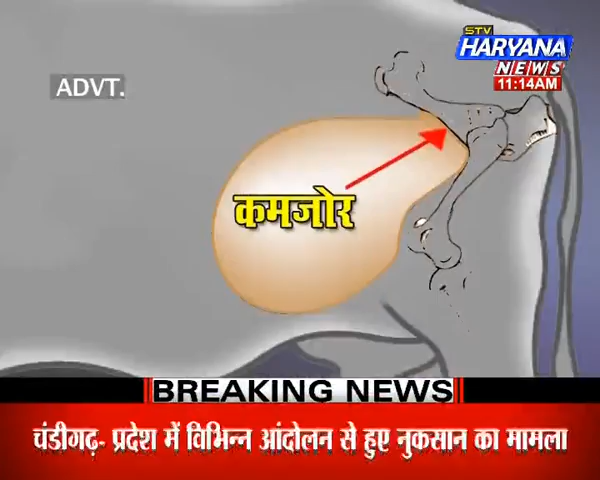 STV
HARYANA
NEWS
11:14AM
ADVT.
कमजोर
BREAKING NEWS
चंडीगढ़- प्रदेश में विभिन्न आंदोलन से हुए नुकसान का मामला